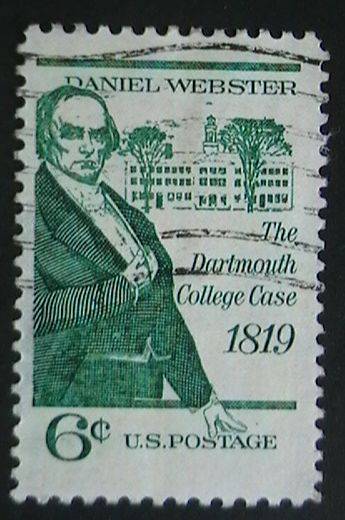 DANIEL WEBSTER
The
Dartmouth
College Case
1819
6¢ U.S.POSTAGE